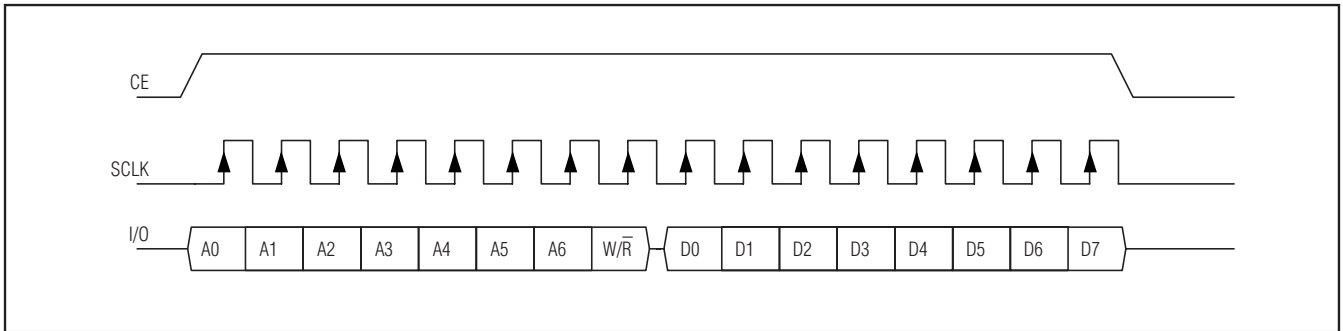 CE
SCLK
I/O A0 A1 A2 A3 A4 A5 A6 W/R̅ D0 D1 D2 D3 D4 D5 D6 D7